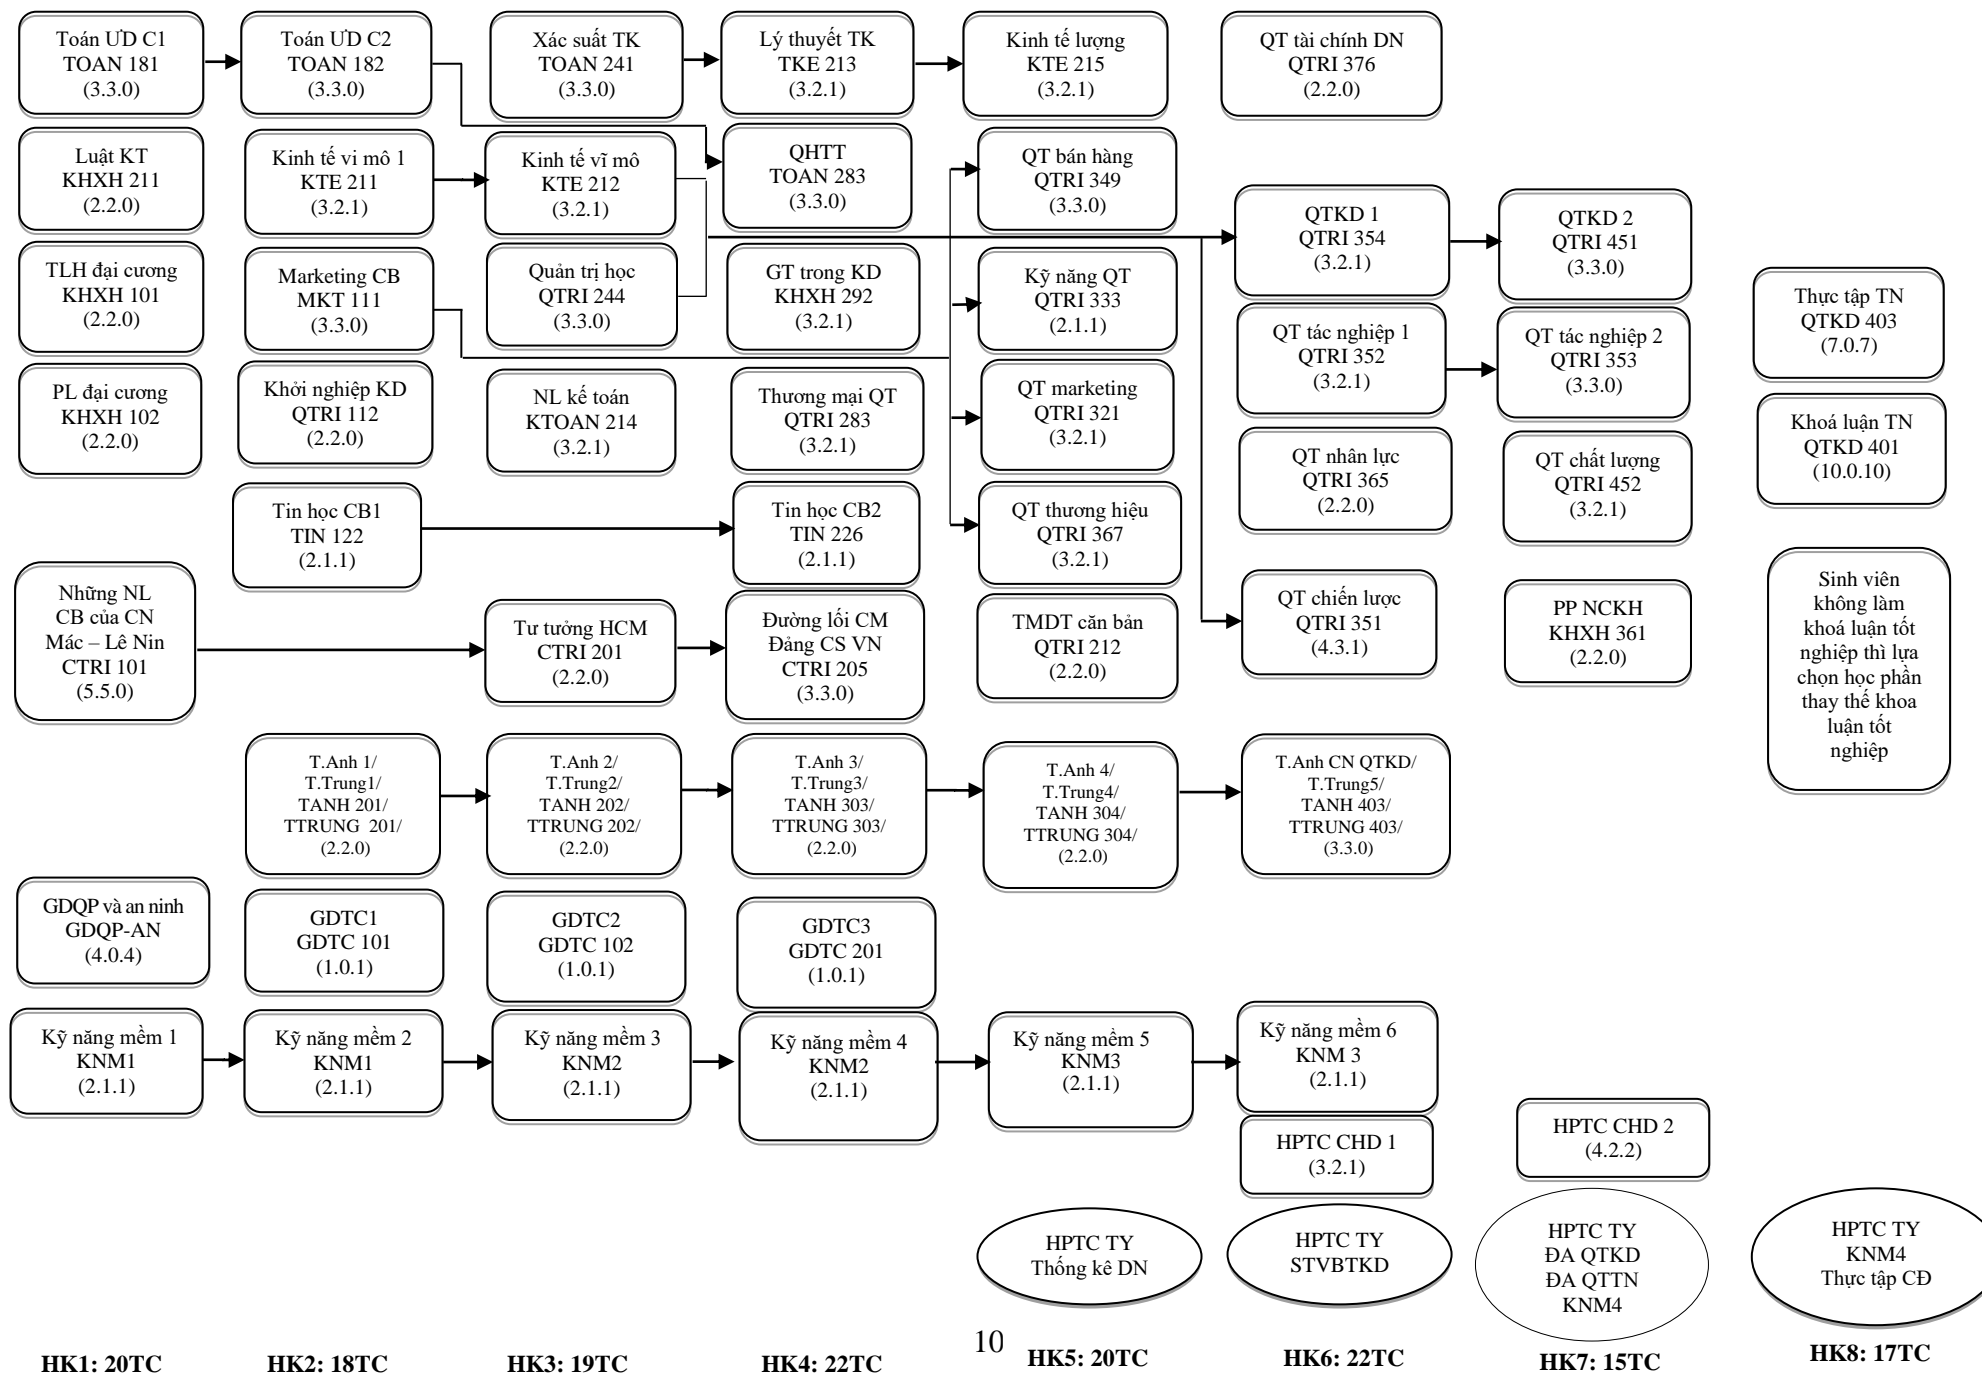 Toán ƯD C1
TOAN 181
(3.3.0)
Toán ƯD C2
TOAN 182
(3.3.0)
Xác suất TK
TOAN 241
(3.3.0)
Lý thuyết TK
TKE 213
(3.2.1)
Kinh tế lượng
KTE 215
(3.2.1)
QT tài chính DN
QTRI 376
(2.2.0)
Luật KT
KHXH 211
(2.2.0)
Kinh tế vi mô 1
KTE 211
(3.2.1)
Kinh tế vĩ mô
KTE 212
(3.2.1)
QHTT
TOAN 283
(3.3.0)
QT bán hàng
QTRI 349
(3.3.0)
QTKD 1
QTRI 354
(3.2.1)
QTKD 2
QTRI 451
(3.3.0)
TLH đại cương
KHXH 101
(2.2.0)
Marketing CB
MKT 111
(3.3.0)
Quản trị học
QTRI 244
(3.3.0)
GT trong KD
KHXH 292
(3.2.1)
Kỹ năng QT
QTRI 333
(2.1.1)
QT tác nghiệp 1
QTRI 352
(3.2.1)
QT tác nghiệp 2
QTRI 353
(3.3.0)
Thực tập TN
QTKD 403
(7.0.7)
PL đại cương
KHXH 102
(2.2.0)
Khởi nghiệp KD
QTRI 112
(2.2.0)
NL kế toán
KTOAN 214
(3.2.1)
Thương mại QT
QTRI 283
(3.2.1)
QT marketing
QTRI 321
(3.2.1)
QT nhân lực
QTRI 365
(2.2.0)
QT chất lượng
QTRI 452
(3.2.1)
Khoá luận TN
QTKD 401
(10.0.10)
Tin học CB1
TIN 122
(2.1.1)
Tin học CB2
TIN 226
(2.1.1)
QT thương hiệu
QTRI 367
(3.2.1)
Những NL
CB của CN
Mác – Lê Nin
CTRI 101
(5.5.0)
Tư tưởng HCM
CTRI 201
(2.2.0)
Đường lối CM
Đảng CS VN
CTRI 205
(3.3.0)
TMDT căn bản
QTRI 212
(2.2.0)
QT chiến lược
QTRI 351
(4.3.1)
PP NCKH
KHXH 361
(2.2.0)
Sinh viên
không làm
khoá luận tốt
nghiệp thì lựa
chọn học phần
thay thế khoa
luận tốt
nghiệp
T.Anh 1/
T.Trung1/
TANH 201/
TTRUNG 201/
(2.2.0)
T.Anh 2/
T.Trung2/
TANH 202/
TTRUNG 202/
(2.2.0)
T.Anh 3/
T.Trung3/
TANH 303/
TTRUNG 303/
(2.2.0)
T.Anh 4/
T.Trung4/
TANH 304/
TTRUNG 304/
(2.2.0)
T.Anh CN QTKD/
T.Trung5/
TANH 403/
TTRUNG 403/
(3.3.0)
GDQP và an ninh
GDQP-AN
(4.0.4)
GDTC1
GDTC 101
(1.0.1)
GDTC2
GDTC 102
(1.0.1)
GDTC3
GDTC 201
(1.0.1)
Kỹ năng mềm 1
KNM1
(2.1.1)
Kỹ năng mềm 2
KNM1
(2.1.1)
Kỹ năng mềm 3
KNM2
(2.1.1)
Kỹ năng mềm 4
KNM2
(2.1.1)
Kỹ năng mềm 5
KNM3
(2.1.1)
Kỹ năng mềm 6
KNM 3
(2.1.1)
HPTC CHD 1
(3.2.1)
HPTC CHD 2
(4.2.2)
HPTC TY
Thống kê DN
HPTC TY
STVBTKD
HPTC TY
ĐA QTKD
ĐA QTTN
KNM4
HPTC TY
KNM4
Thực tập CĐ
10
HK1: 20TC
HK2: 18TC
HK3: 19TC
HK4: 22TC
HK5: 20TC
HK6: 22TC
HK7: 15TC
HK8: 17TC